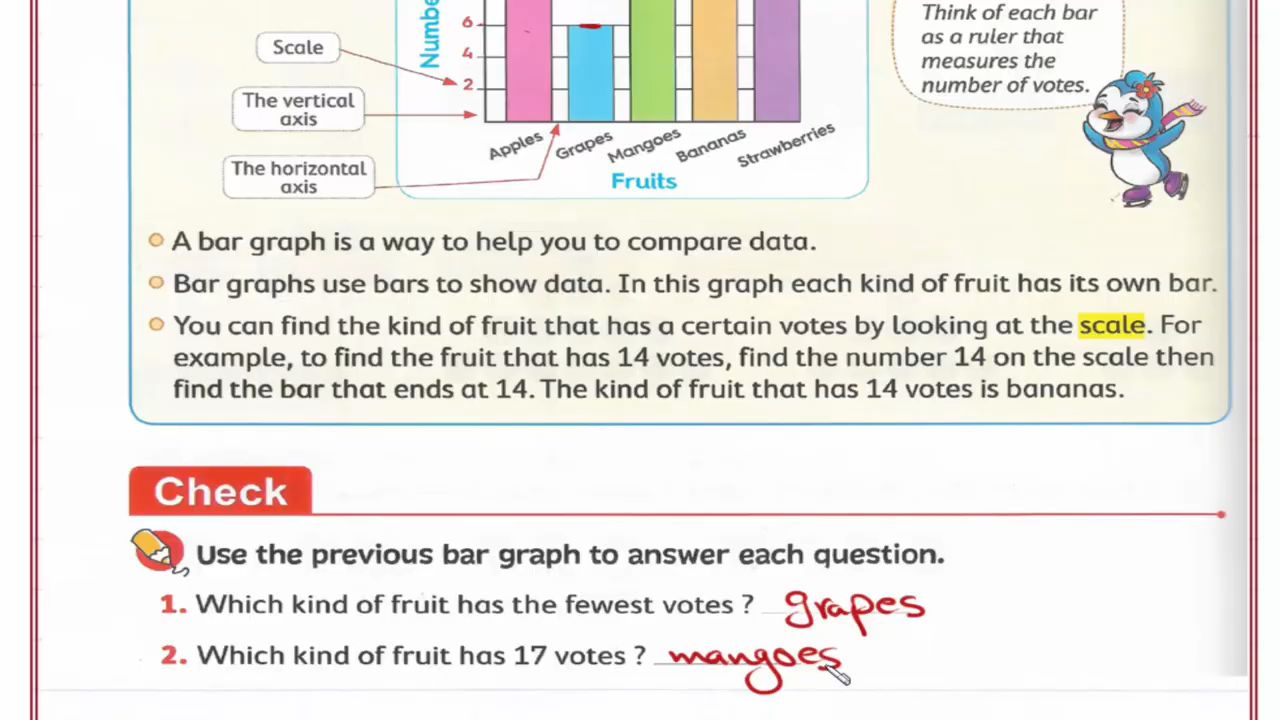 Number
6
4
2
Scale
The vertical
axis
The horizontal
axis
Apples
Grapes
Mangoes
Bananas
Strawberries
Fruits
Think of each bar
as a ruler that
measures the
number of votes.
A bar graph is a way to help you to compare data.
Bar graphs use bars to show data. In this graph each kind of fruit has its own bar.
You can find the kind of fruit that has a certain votes by looking at the scale. For
example, to find the fruit that has 14 votes, find the number 14 on the scale then
find the bar that ends at 14. The kind of fruit that has 14 votes is bananas.
Check
Use the previous bar graph to answer each question.
1. Which kind of fruit has the fewest votes ? grapes
2. Which kind of fruit has 17 votes ? mangoes